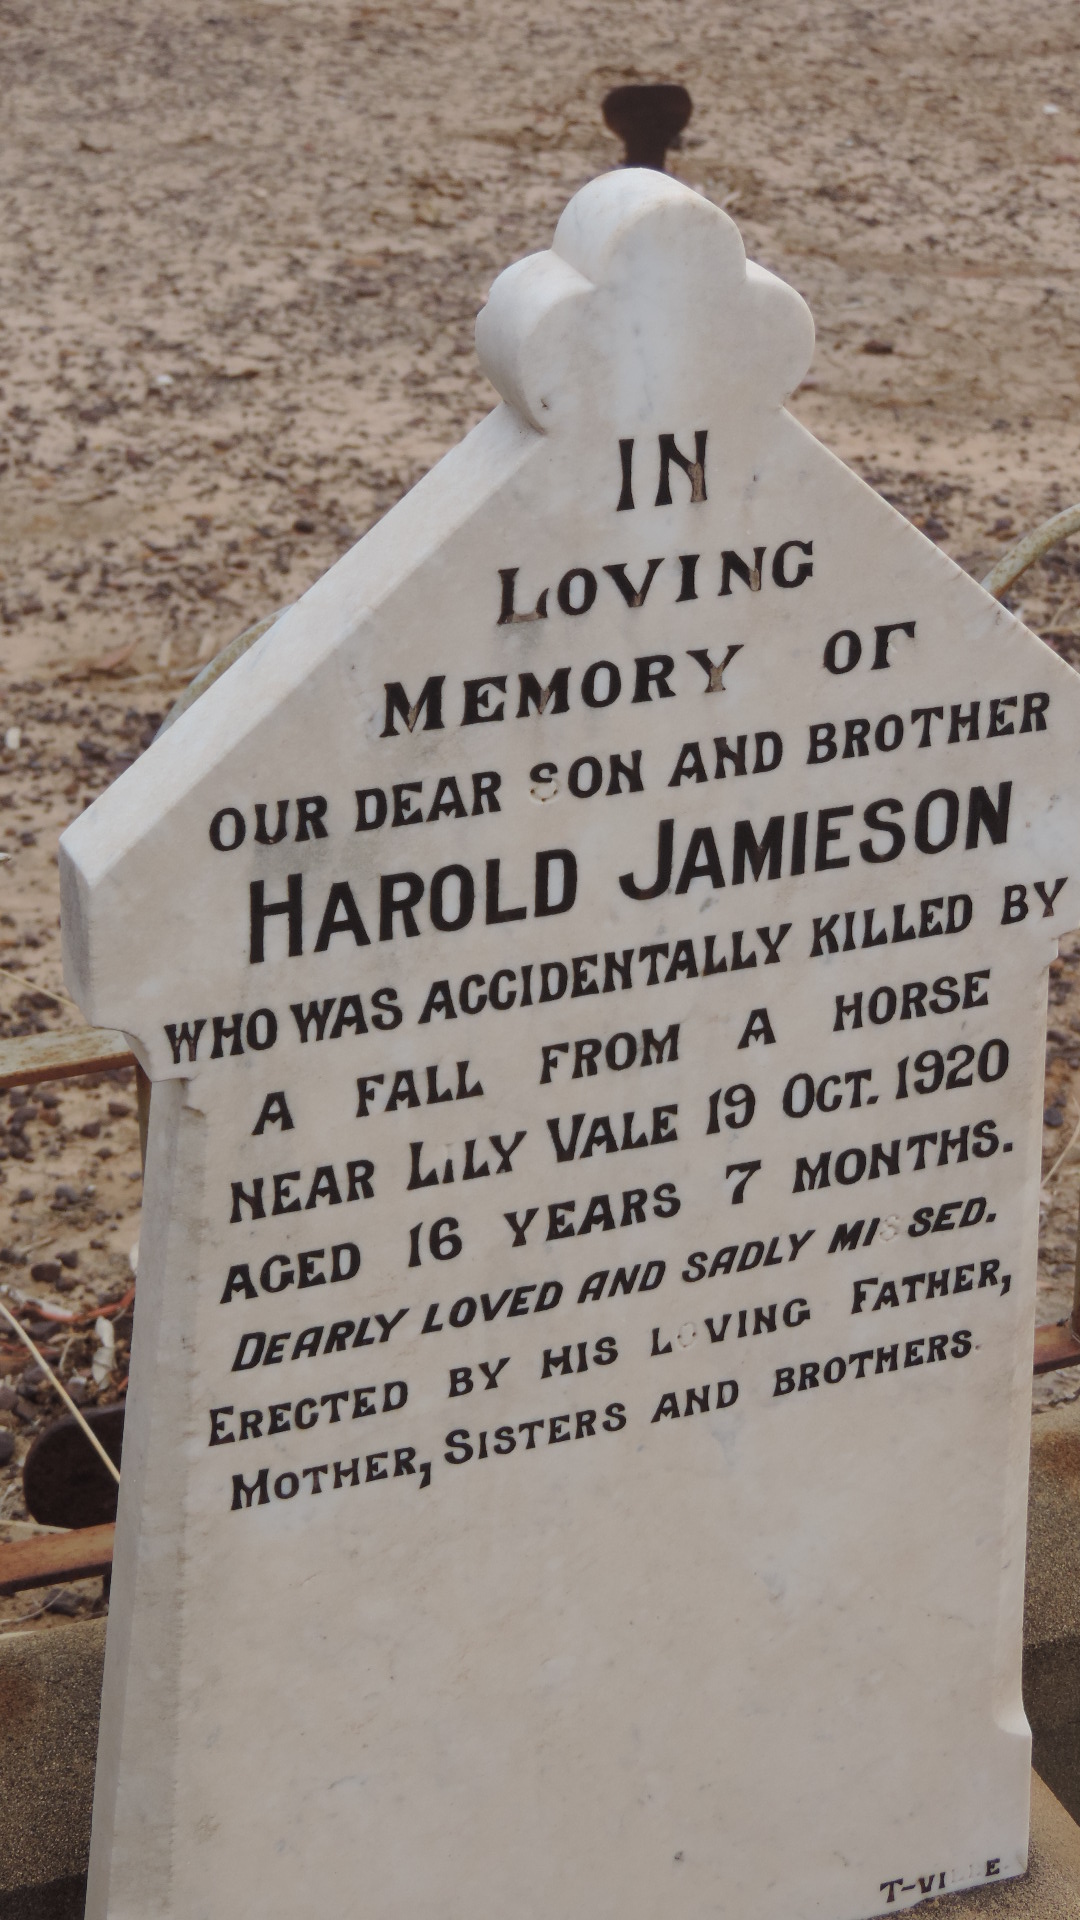 IN
LOVING
MEMORY OF
OUR DEAR SON AND BROTHER
HAROLD JAMIESON
WHO WAS ACCIDENTALLY KILLED BY
A FALL FROM A HORSE
NEAR LILY VALE 19 OCT. 1920
AGED 16 YEARS 7 MONTHS.
DEARLY LOVED AND SADLY MISSED.
ERECTED BY HIS LOVING FATHER,
MOTHER, SISTERS AND BROTHERS.
T-VILLE